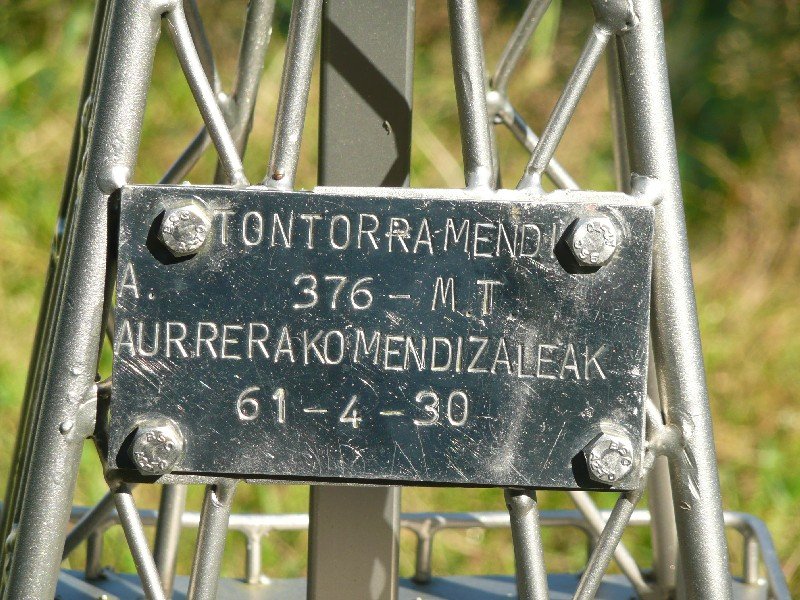 TONTORRAMENDI
A. 376 - M.T.
AURRERAKO MENDIZALEAK
61-4-30